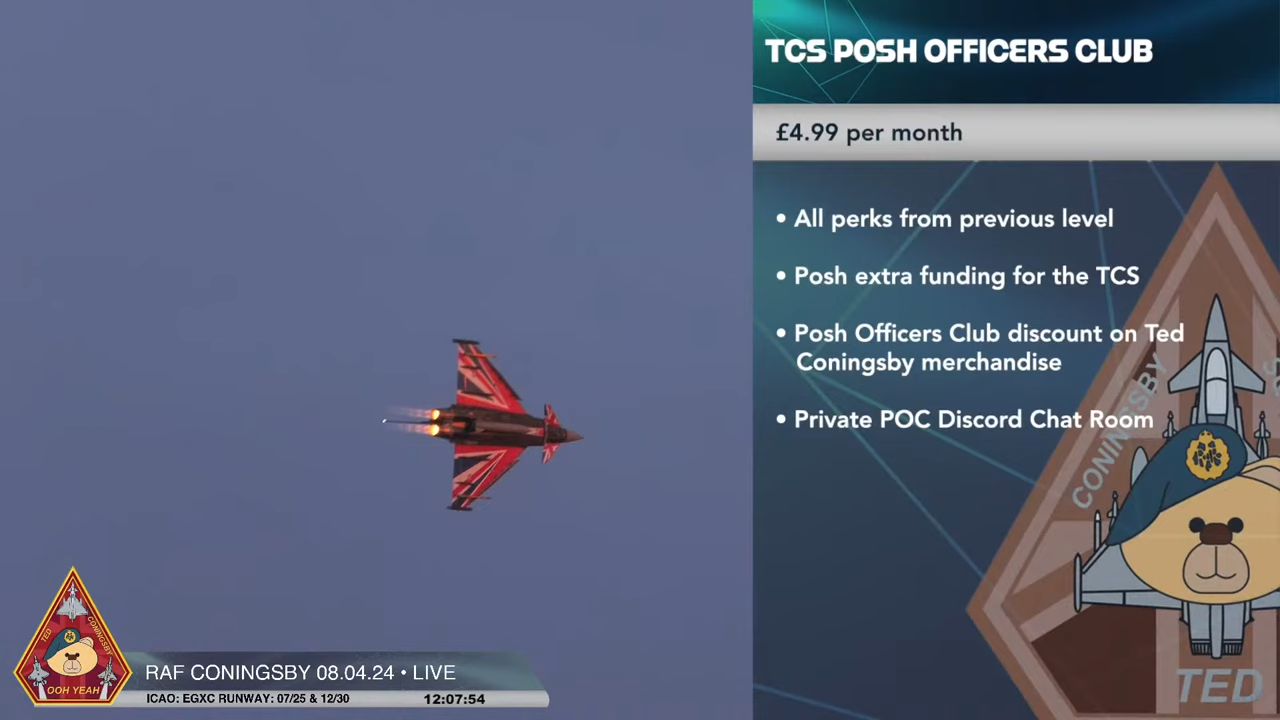 TCS POSH OFFICERS CLUB
£4.99 per month
• All perks from previous level
• Posh extra funding for the TCS
• Posh Officers Club discount on Ted
Coningsby merchandise
• Private POC Discord Chat Room
CONINGSBY
TED
TED
CONINGSBY
OOH YEAH
RAF CONINGSBY 08.04.24 • LIVE
ICAO: EGXC RUNWAY: 07/25 & 12/30
12:07:54